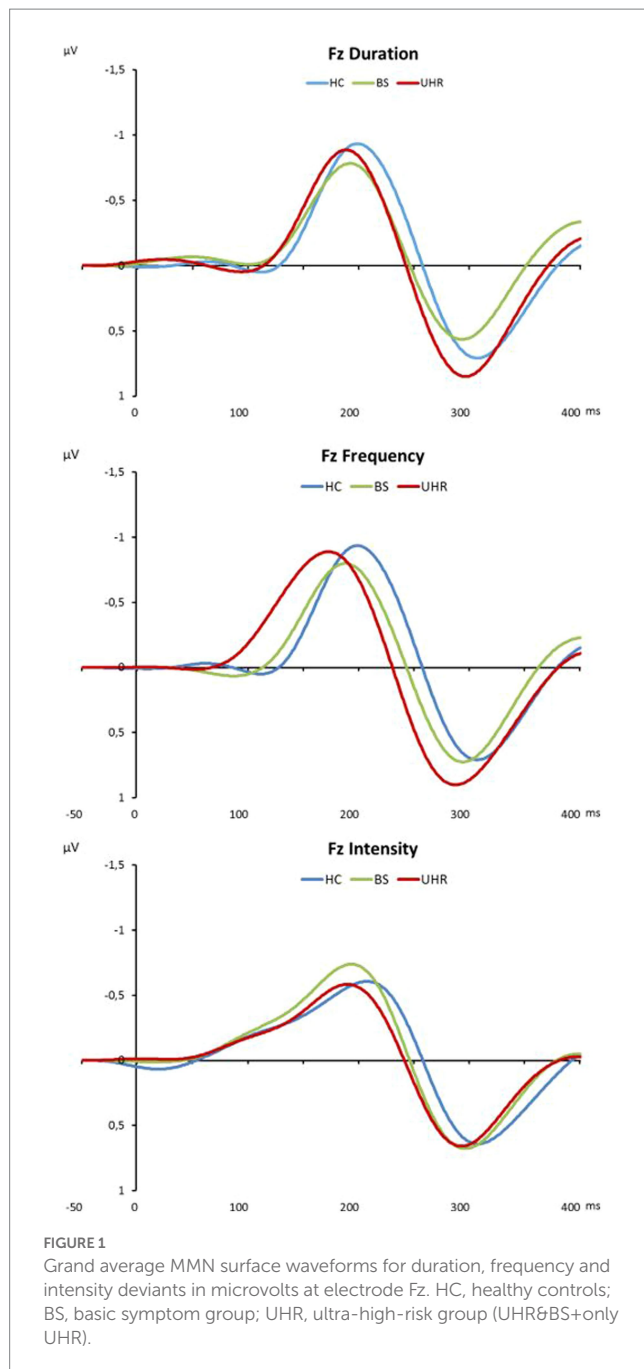 Fz Duration
µV
HC BS UHR
-1,5
-1
-0,5
0
0,5
1
0 100 200 300 400 ms
Fz Frequency
µV
HC BS UHR
-1,5
-1
-0,5
0
0,5
1
-50 0 100 200 300 400 ms
Fz Intensity
µV
HC BS UHR
-1,5
-1
-0,5
0
0,5
1
-50 0 100 200 300 400 ms
FIGURE 1
Grand average MMN surface waveforms for duration, frequency and
intensity deviants in microvolts at electrode Fz. HC, healthy controls;
BS, basic symptom group; UHR, ultra-high-risk group (UHR&BS+only
UHR).